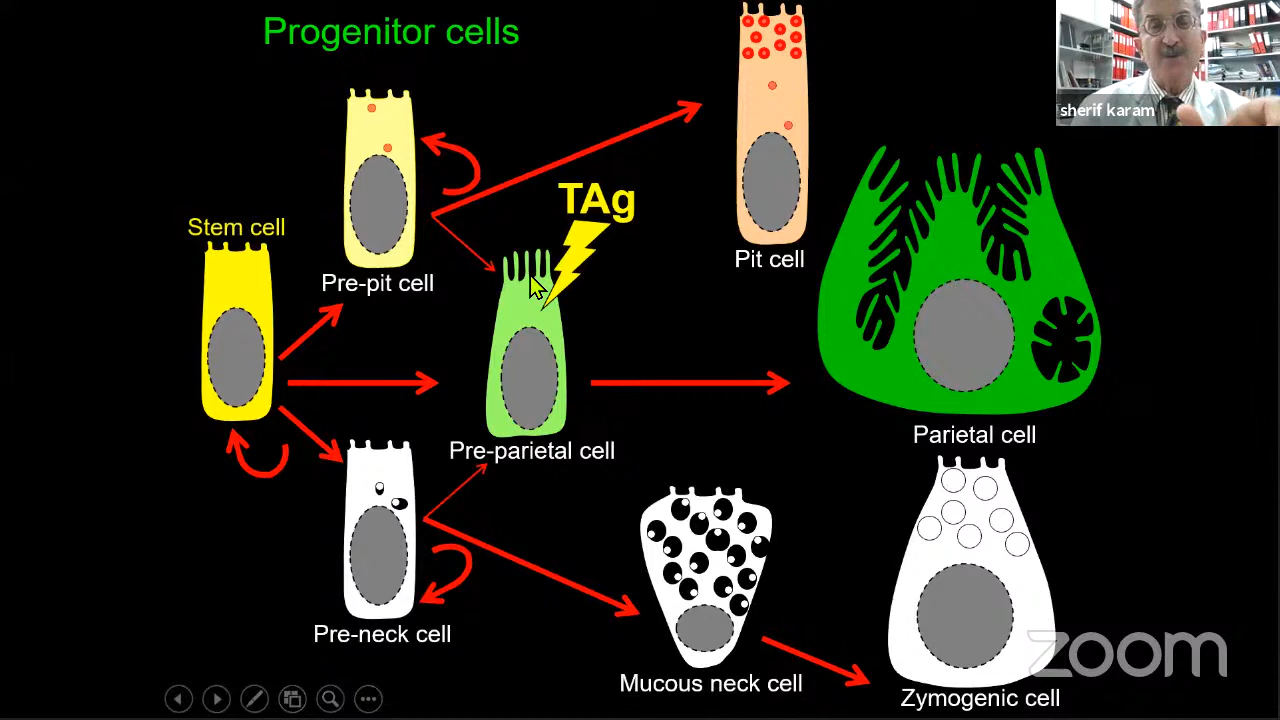 Progenitor cells
sherif karam
TAg
Stem cell
Pre-pit cell
Pit cell
Pre-parietal cell
Parietal cell
Pre-neck cell
Mucous neck cell
Zymogenic cell
zoom